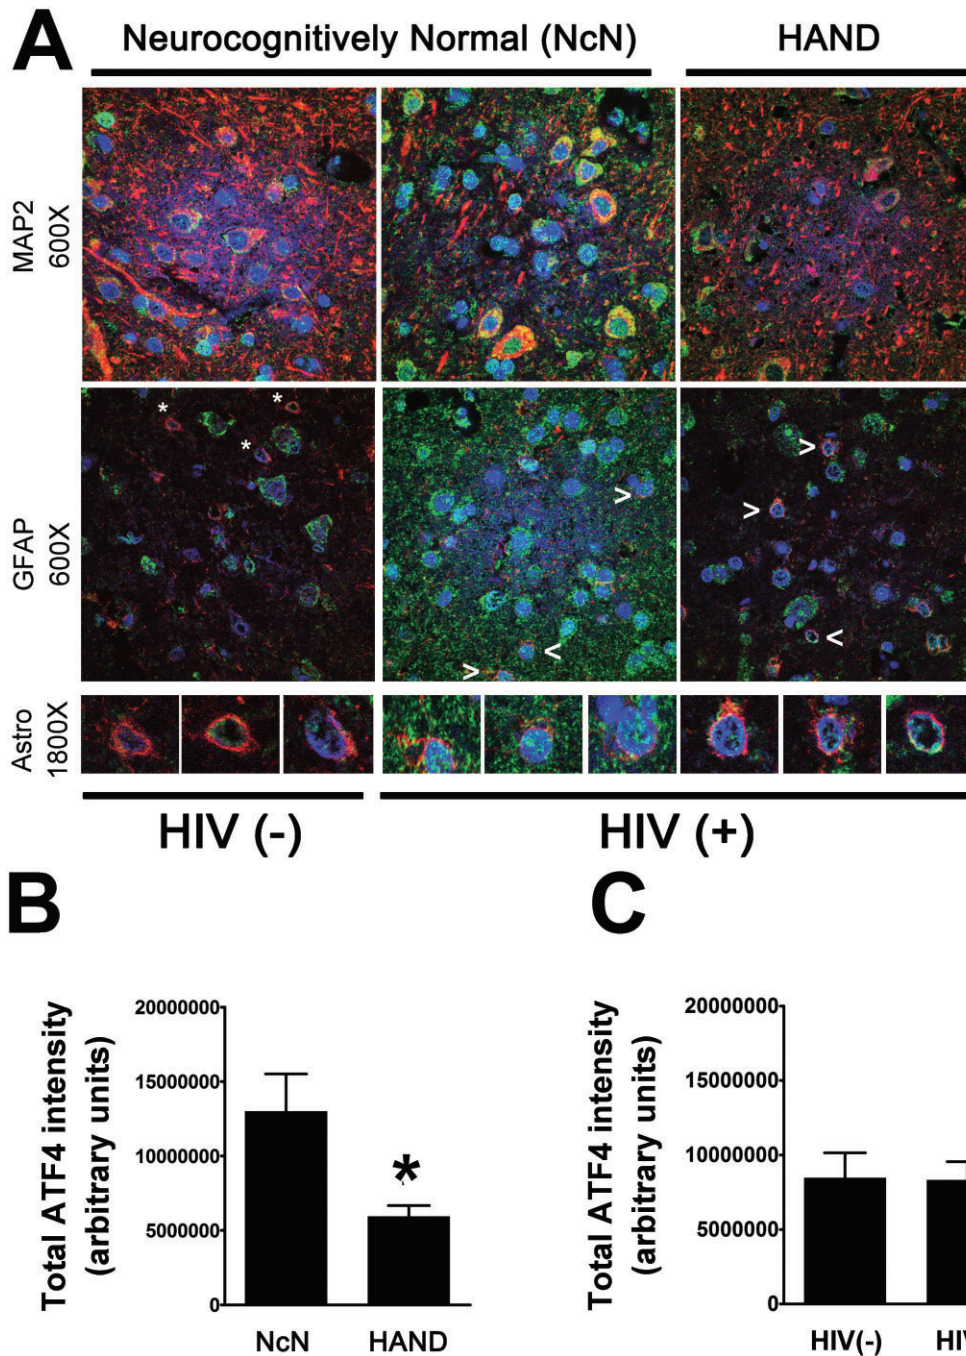 A
Neurocognitively Normal (NcN)
HAND
MAP2
600X
*
*
*
>
<
>
>
>
<
GFAP
600X
Astro
1800X
HIV (-)
HIV (+)
B
Total ATF4 intensity
(arbitrary units)
20000000
15000000
10000000
5000000
0
*
NcN
HAND
C
Total ATF4 intensity
(arbitrary units)
20000000
15000000
10000000
5000000
0
HIV(-)